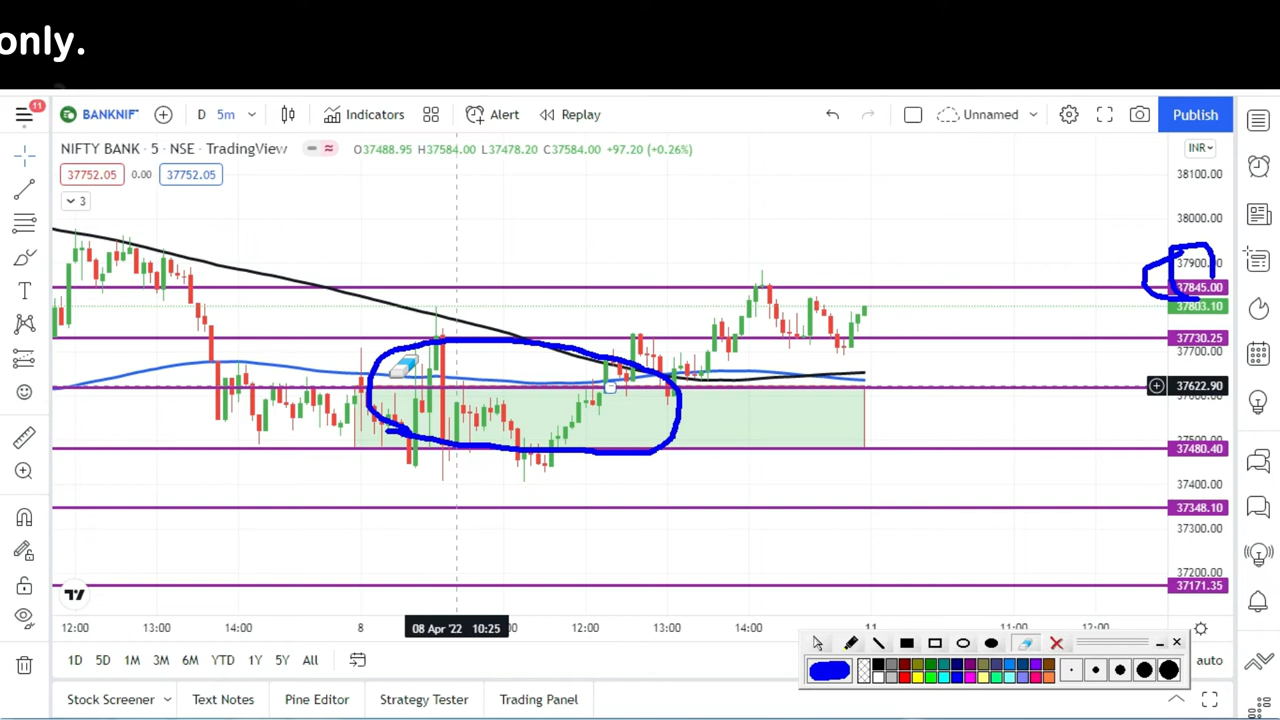 only.
11
BANKNIF
D 5m
Indicators
Alert
Replay
Unnamed
Publish
NIFTY BANK · 5 · NSE · TradingView
O37488.95 H37584.00 L37478.20 C37584.00 +97.20 (+0.26%)
INR
37752.05 0.00 37752.05
3
38100.00
38000.00
37900.00
37845.00
37803.10
37730.25
37700.00
37622.90
37480.40
37400.00
37348.10
37300.00
37200.00
37171.35
12:00 13:00 14:00 8 08 Apr '22 10:25 12:00 13:00 14:00 11 11:00 12:00
1D 5D 1M 3M 6M YTD 1Y 5Y All
auto
Stock Screener Text Notes Pine Editor Strategy Tester Trading Panel